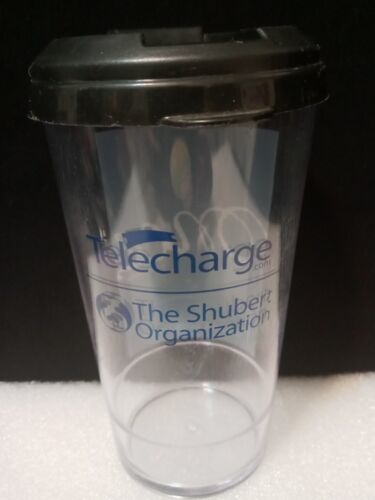 Telecharge
.com
The Shubert
Organization